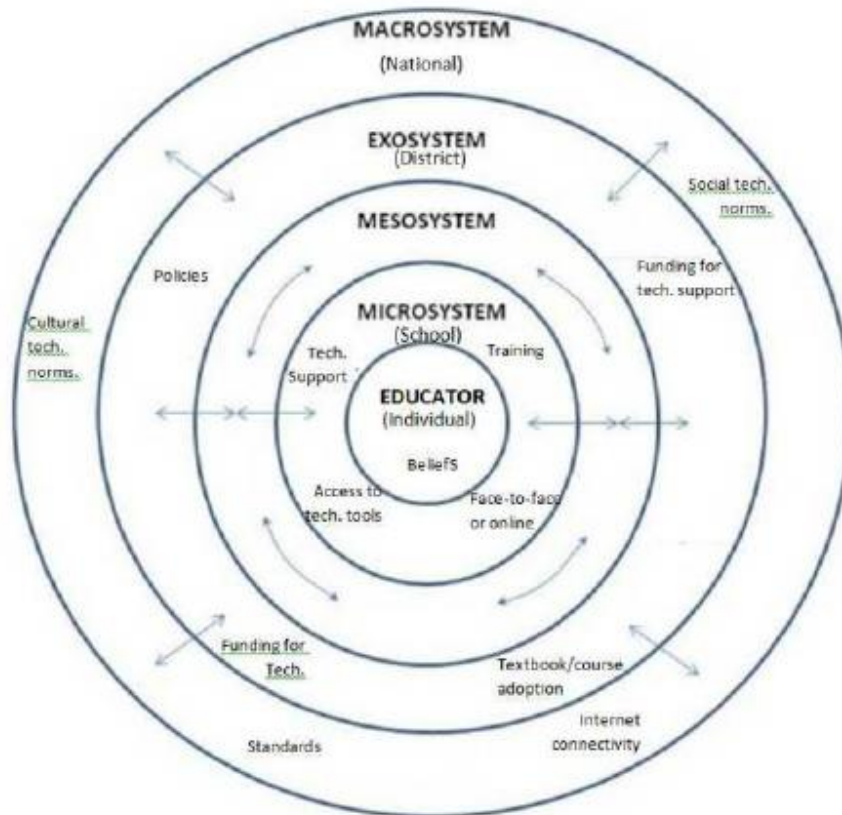 MACROSYSTEM
(National)
EXOSYSTEM
(District)
Social tech.
norms.
MESOSYSTEM
Policies
Funding for
tech. support
MICROSYSTEM
(School)
Cultural
tech.
norms.
Tech.
Support
Training
EDUCATOR
(Individual)
Beliefs
Access to
tech. tools
Face-to-face
or online
Funding for
Tech.
Textbook/course
adoption
Standards
Internet
connectivity